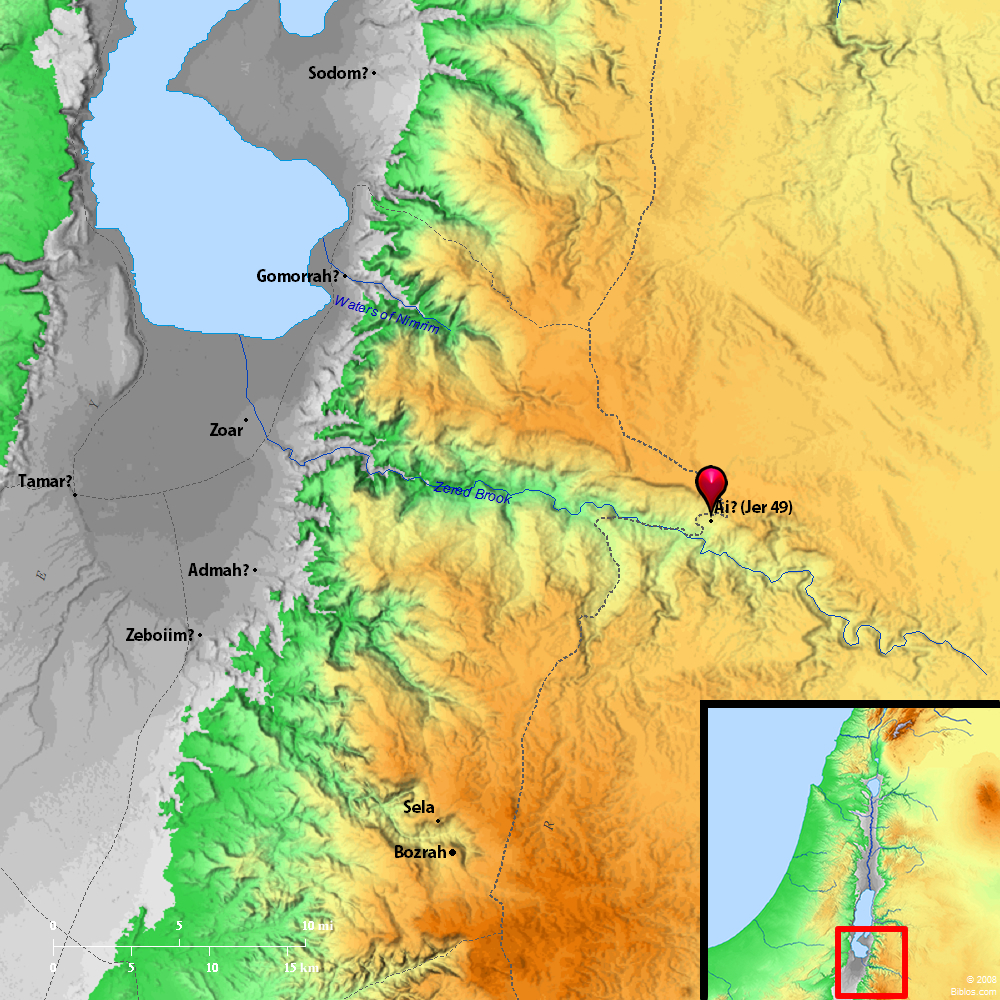 Sodom?
Gomorrah?
Waters of Nimrim
Zoar
Tamar?
Zered Brook
Ai? (Jer 49)
Admah?
E
Zeboiim?
Sela
R
Bozrah
0 5 10 mi
0 5 10 15 km
© 2008
Biblos.com